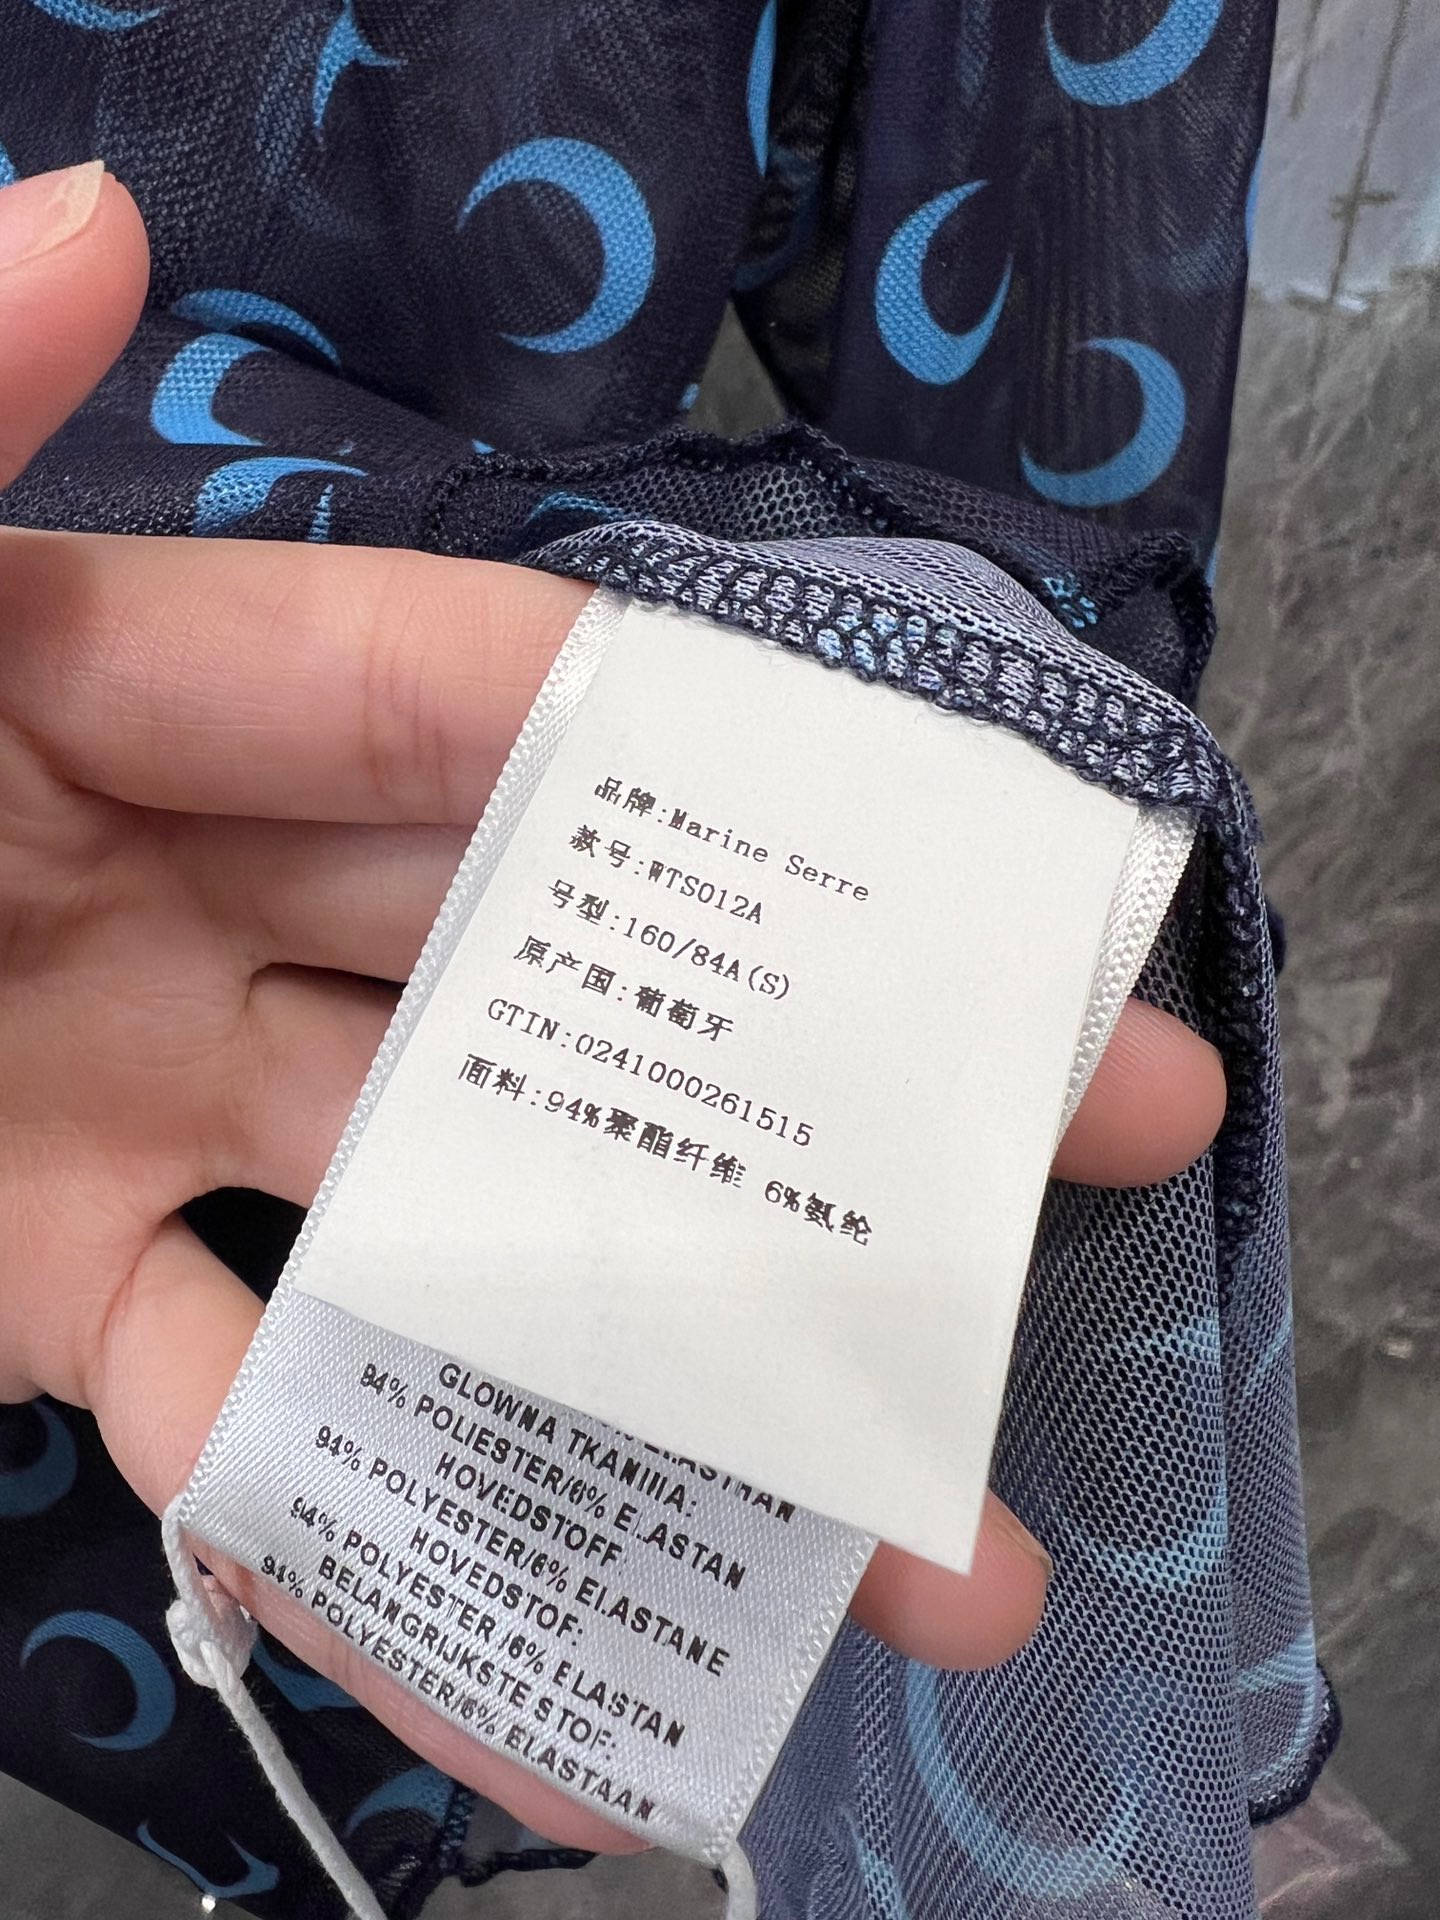 品牌:Marine Serre
款号:WTS012A
号型:160/84A(S)
原产国:葡萄牙
GTIN:0241000261515
面料:94%聚酯纤维 6%氨纶
GLOWNA TKANIIIA:
94% POLIESTER/6% ELASTAN
HOVEDSTOFF:
94% POLYESTER/6% ELASTANE
HOVEDSTOF:
94% POLYESTER/6% ELASTAN
BELANGRIJKSTE STOF:
94% POLYESTER/6% ELASTAAN